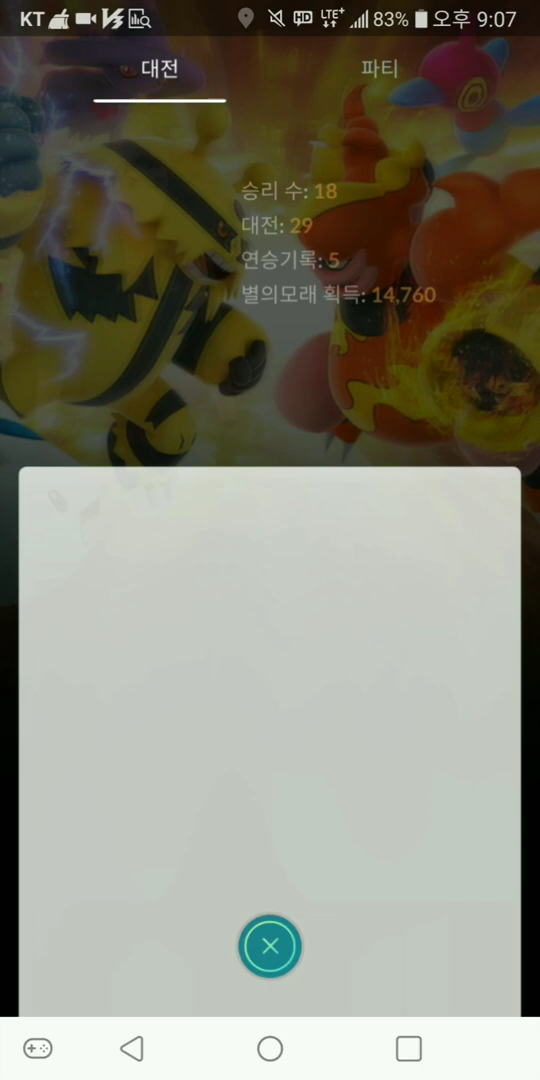 KT LTE+ 83% 오후 9:07
대전 파티
승리 수: 18
대전: 29
연승기록: 5
별의모래 획득: 14,760